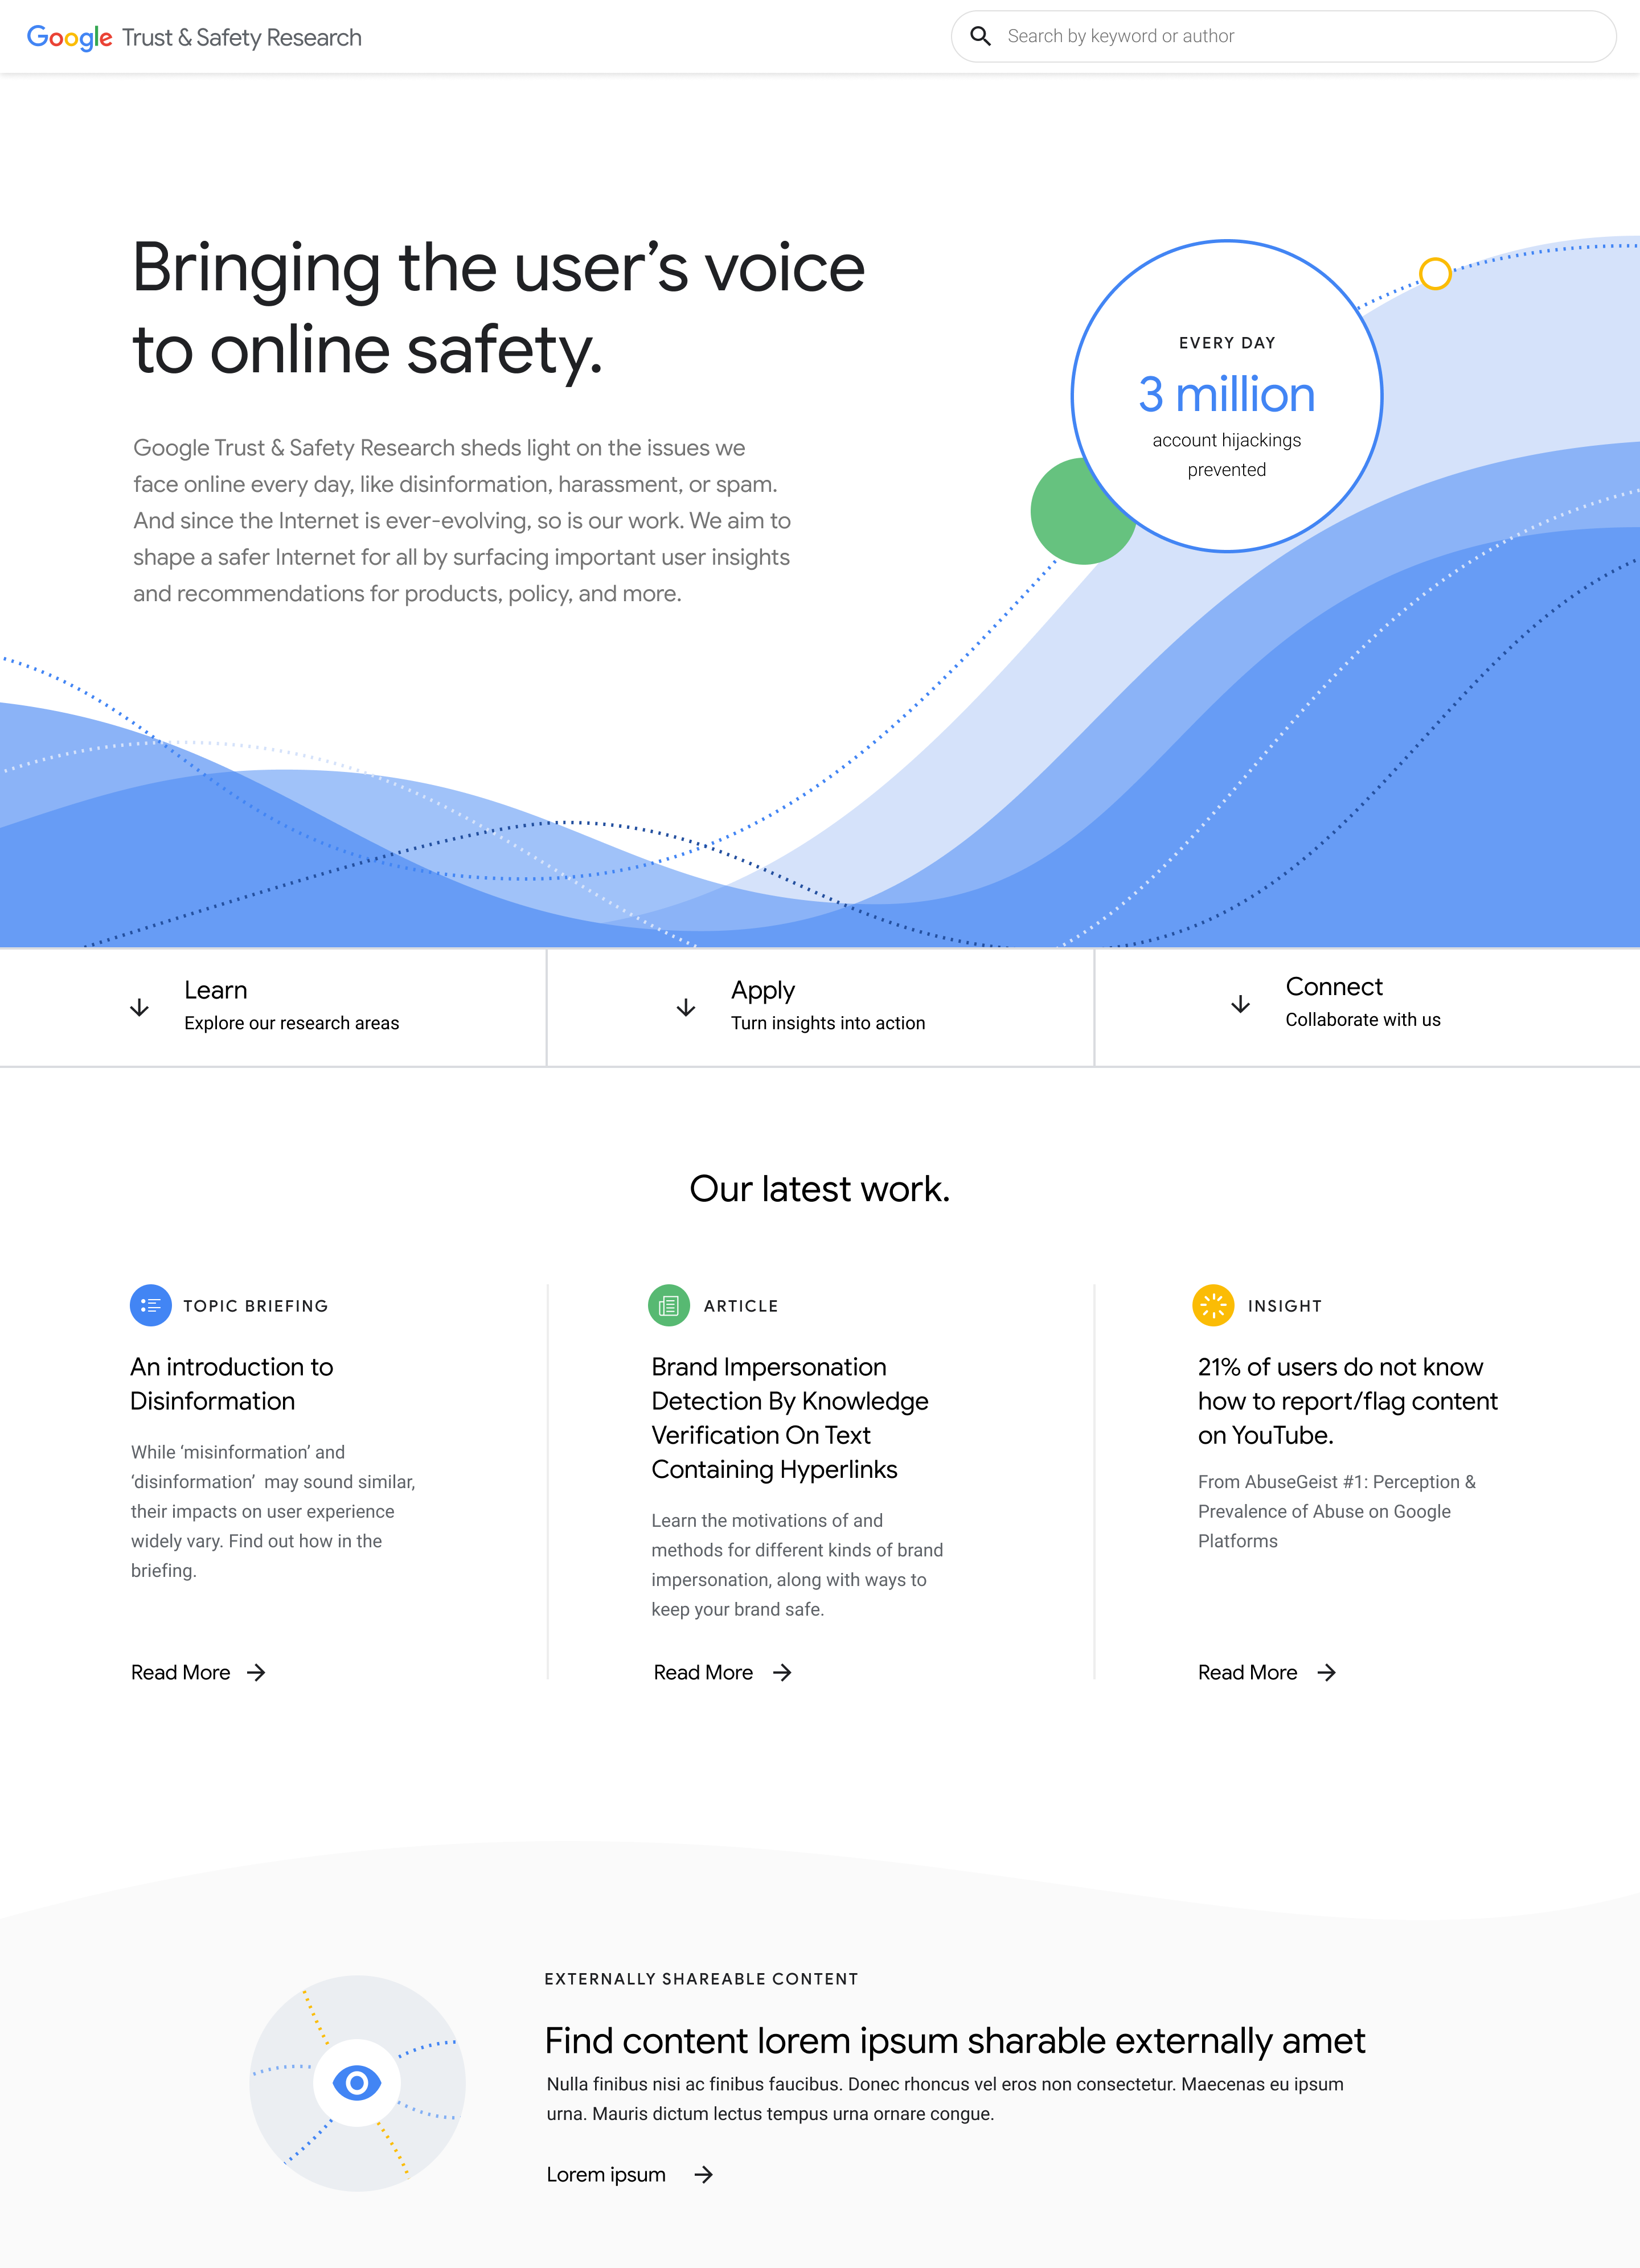 Google Trust & Safety Research
Search by keyword or author
Bringing the user’s voice
to online safety.
Google Trust & Safety Research sheds light on the issues we
face online every day, like disinformation, harassment, or spam.
And since the Internet is ever-evolving, so is our work. We aim to
shape a safer Internet for all by surfacing important user insights
and recommendations for products, policy, and more.
EVERY DAY
3 million
account hijackings
prevented
Learn
Explore our research areas
Apply
Turn insights into action
Connect
Collaborate with us
Our latest work.
TOPIC BRIEFING
An introduction to
Disinformation
While ‘misinformation’ and
‘disinformation’ may sound similar,
their impacts on user experience
widely vary. Find out how in the
briefing.
Read More
ARTICLE
Brand Impersonation
Detection By Knowledge
Verification On Text
Containing Hyperlinks
Learn the motivations of and
methods for different kinds of brand
impersonation, along with ways to
keep your brand safe.
Read More
INSIGHT
21% of users do not know
how to report/flag content
on YouTube.
From AbuseGeist #1: Perception &
Prevalence of Abuse on Google
Platforms
Read More
EXTERNALLY SHAREABLE CONTENT
Find content lorem ipsum sharable externally amet
Nulla finibus nisi ac finibus faucibus. Donec rhoncus vel eros non consectetur. Maecenas eu ipsum
urna. Mauris dictum lectus tempus urna ornare congue.
Lorem ipsum